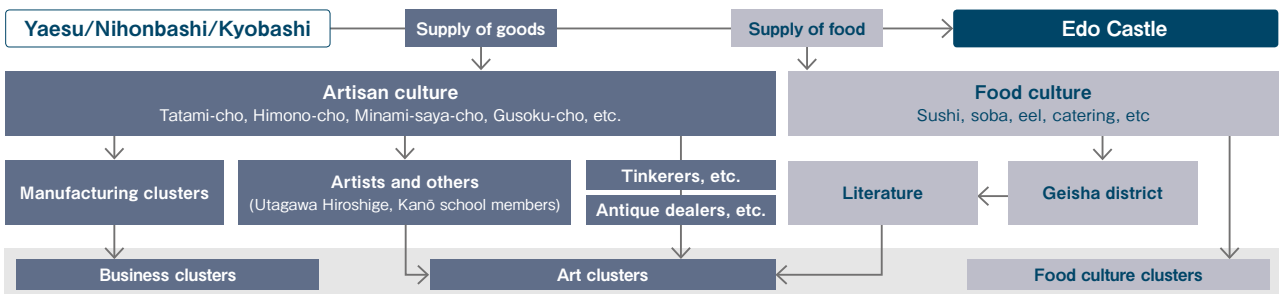 Yaesu/Nihonbashi/Kyobashi
Supply of goods
Supply of food
Edo Castle
Artisan culture
Tatami-cho, Himono-cho, Minami-saya-cho, Gusoku-cho, etc.
Food culture
Sushi, soba, eel, catering, etc
Manufacturing clusters
Artists and others
(Utagawa Hiroshige, Kanō school members)
Tinkerers, etc.
Antique dealers, etc.
Literature
Geisha district
Business clusters
Art clusters
Food culture clusters